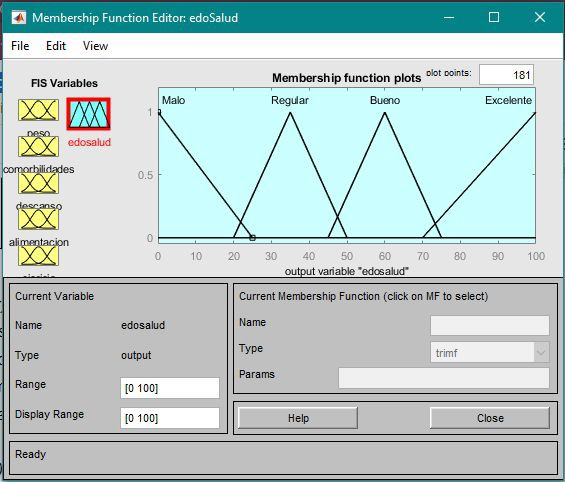 Membership Function Editor: edoSalud
File Edit View
FIS Variables
peso
comorbilidades
descanso
alimentacion
edosalud
Membership function plots
plot points:
181
Malo Regular Bueno Excelente
1
0.5
0
0 10 20 30 40 50 60 70 80 90 100
output variable "edosalud"
Current Variable
Name edosalud
Type output
Range [0 100]
Display Range [0 100]
Current Membership Function (click on MF to select)
Name
Type trimf
Params
Help Close
Ready